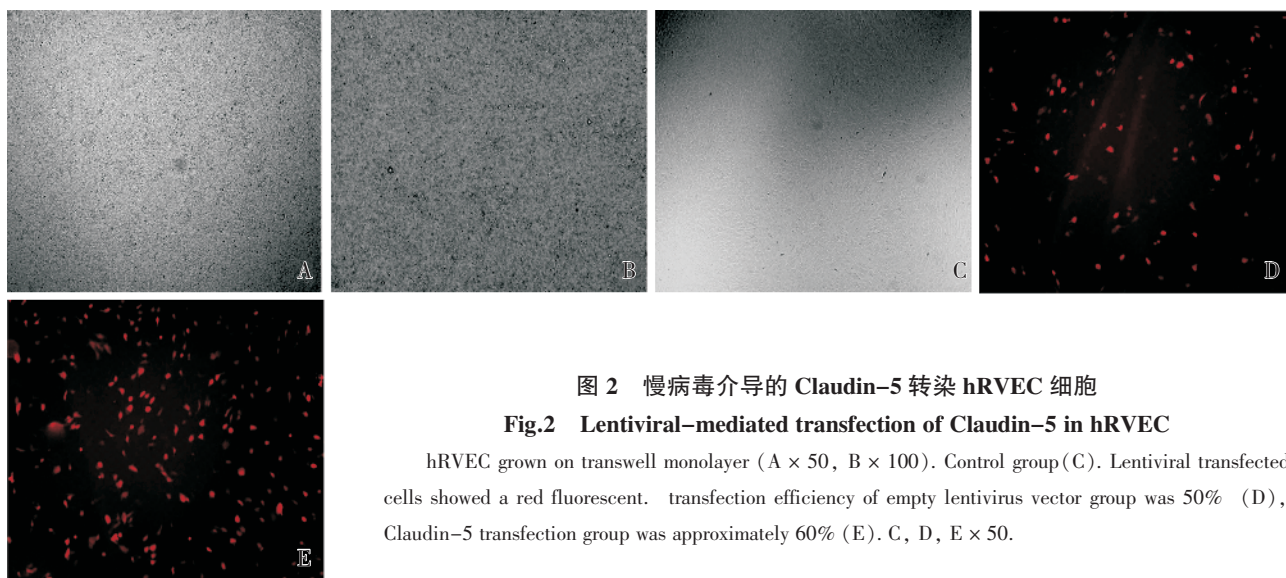 A
B
C
D
E
图 2 慢病毒介导的 Claudin-5 转染 hRVEC 细胞
Fig.2 Lentiviral-mediated transfection of Claudin-5 in hRVEC
hRVEC grown on transwell monolayer (A × 50, B × 100). Control group(C). Lentiviral transfected
cells showed a red fluorescent. transfection efficiency of empty lentivirus vector group was 50% (D),
Claudin-5 transfection group was approximately 60% (E). C, D, E × 50.